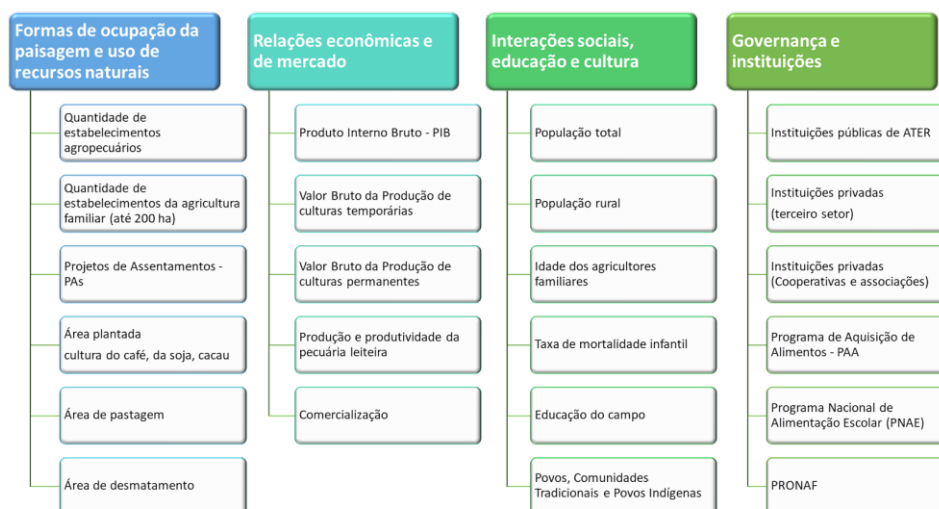 Formas de ocupação da
paisagem e uso de
recursos naturais
Quantidade de
estabelecimentos
agropecuários
Quantidade de
estabelecimentos da agricultura
familiar (até 200 ha)
Projetos de Assentamentos -
PAs
Área plantada
cultura do café, da soja, cacau
Área de pastagem
Área de desmatamento
Relações econômicas e
de mercado
Produto Interno Bruto - PIB
Valor Bruto da Produção de
culturas temporárias
Valor Bruto da Produção de
culturas permanentes
Produção e produtividade da
pecuária leiteira
Comercialização
Interações sociais,
educação e cultura
População total
População rural
Idade dos agricultores
familiares
Taxa de mortalidade infantil
Educação do campo
Povos, Comunidades
Tradicionais e Povos Indígenas
Governança e
instituições
Instituições públicas de ATER
Instituições privadas
(terceiro setor)
Instituições privadas
(Cooperativas e associações)
Programa de Aquisição de
Alimentos - PAA
Programa Nacional de
Alimentação Escolar (PNAE)
PRONAF